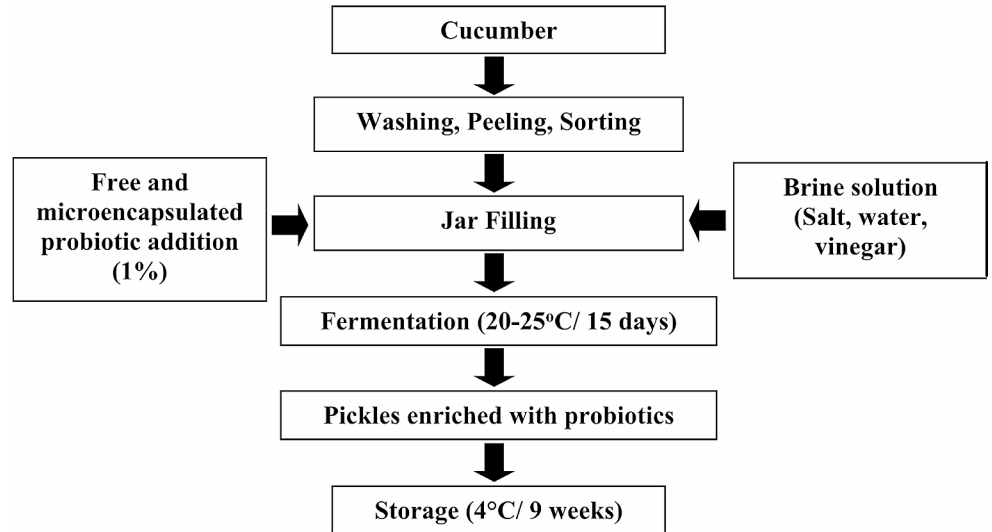 Cucumber
Washing, Peeling, Sorting
Free and
microencapsulated
probiotic addition
(1%)
Jar Filling
Brine solution
(Salt, water,
vinegar)
Fermentation (20-25°C/ 15 days)
Pickles enriched with probiotics
Storage (4°C/ 9 weeks)